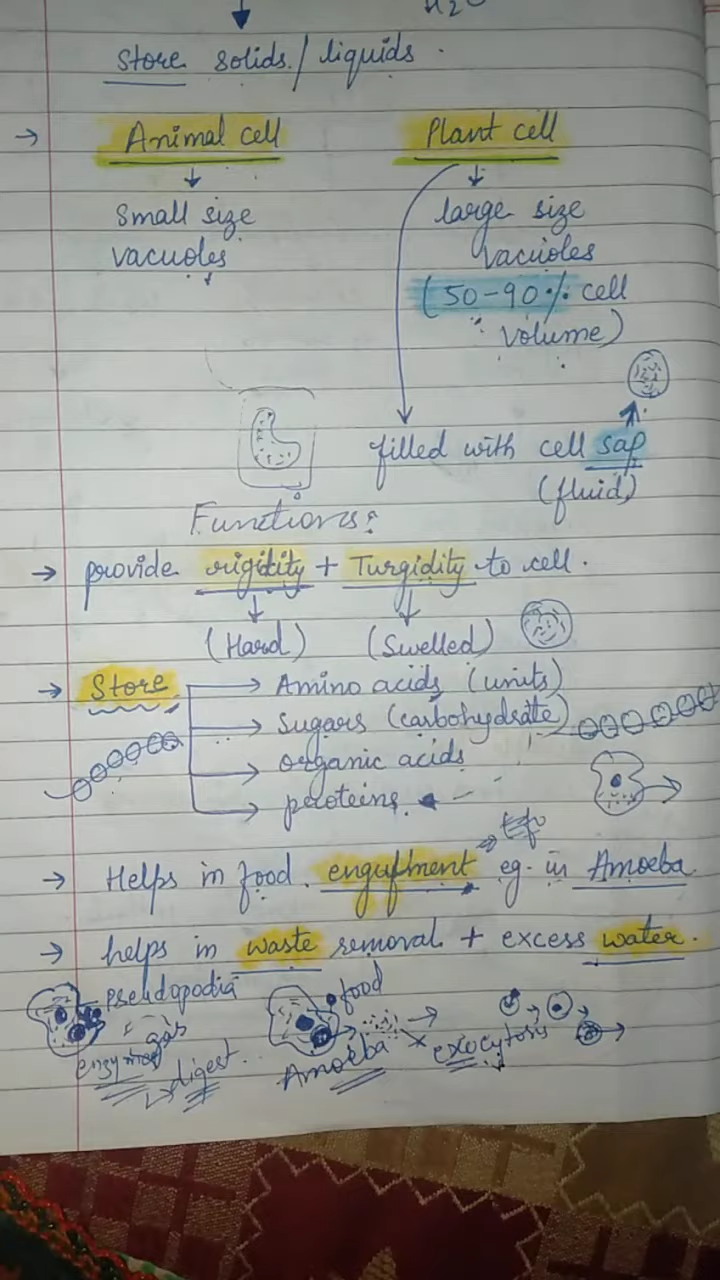 H2O
Store solids / liquids.
→ Animal cell Plant cell
↓ ↓
Small size large size
vacuoles vacuoles
(50-90% cell
volume)
filled with cell sap
(fluid)
Functions:
→ provide rigidity + Turgidity to cell.
↓ ↓
(Hard) (Swelled)
→ Store → Amino acids (units)
→ Sugars (carbohydrate)
→ organic acids
→ proteins.
→ Helps in food engulfment eg. in Amoeba.
→ helps in waste removal + excess water.
pseudopodia food
digest. Amoeba exocytosis